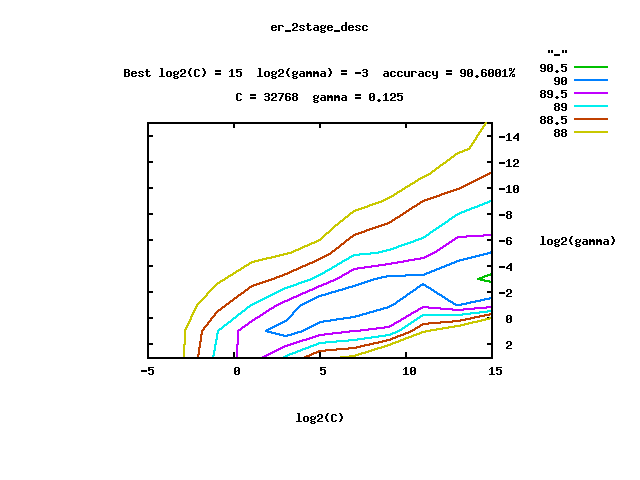 er_2stage_desc
"-"
Best log2(C) = 15 log2(gamma) = -3 accuracy = 90.6001%
C = 32768 gamma = 0.125
90.5
90
89.5
89
88.5
88
-14
-12
-10
-8
-6
-4
-2
0
2
log2(gamma)
-5 0 5 10 15
log2(C)